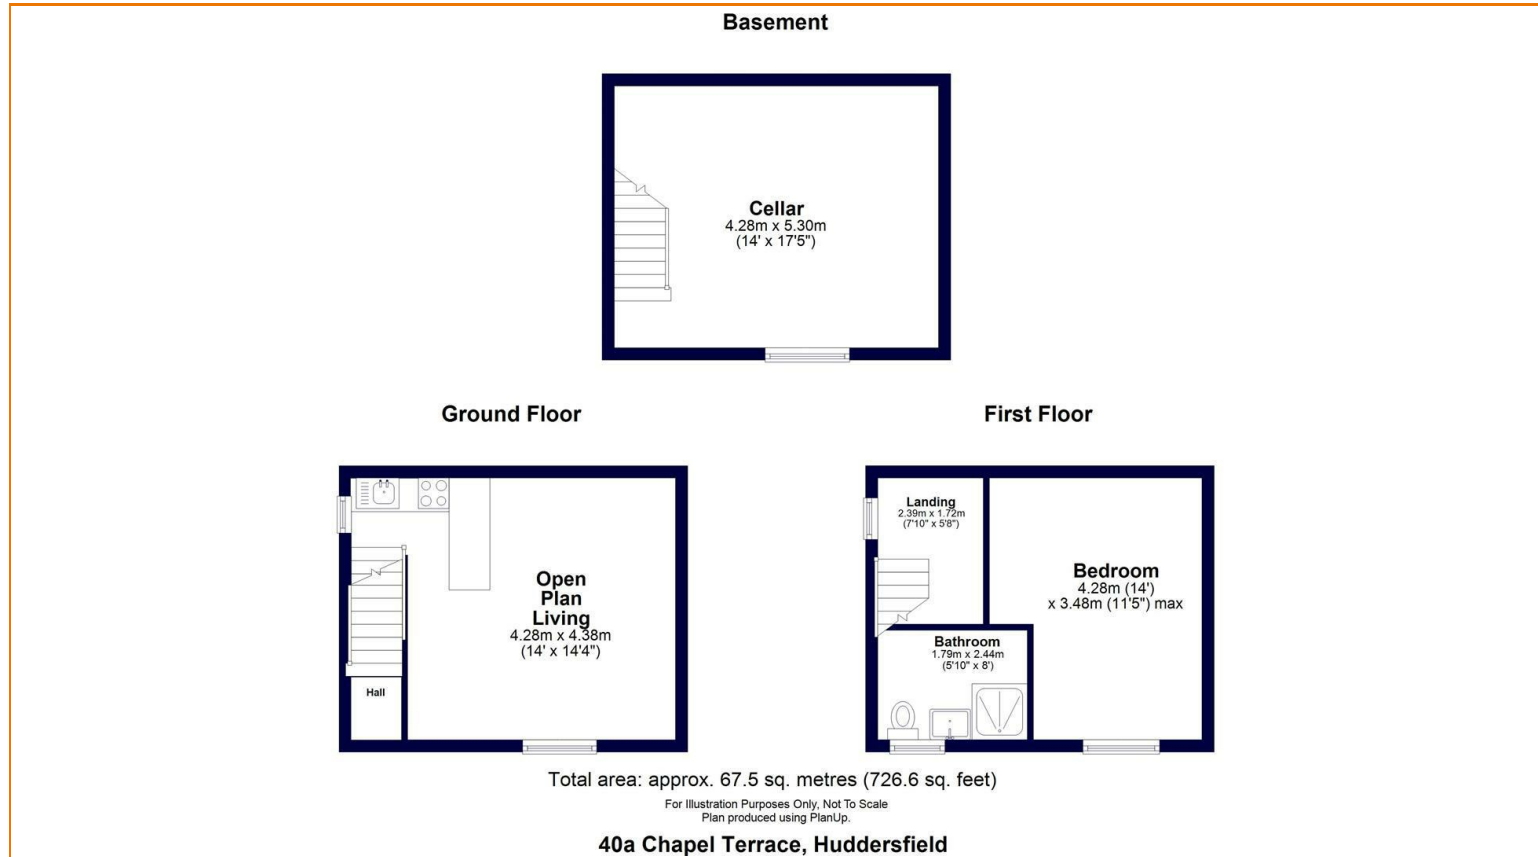 Basement
Cellar
4.28m x 5.30m
(14' x 17'5")
Ground Floor
Open
Plan
Living
4.28m x 4.38m
(14' x 14'4")
Hall
First Floor
Landing
2.39m x 1.72m
(7'10" x 5'8")
Bedroom
4.28m (14')
x 3.48m (11'5") max
Bathroom
1.79m x 2.44m
(5'10" x 8')
Total area: approx. 67.5 sq. metres (726.6 sq. feet)
For Illustration Purposes Only, Not To Scale
Plan produced using PlanUp.
40a Chapel Terrace, Huddersfield